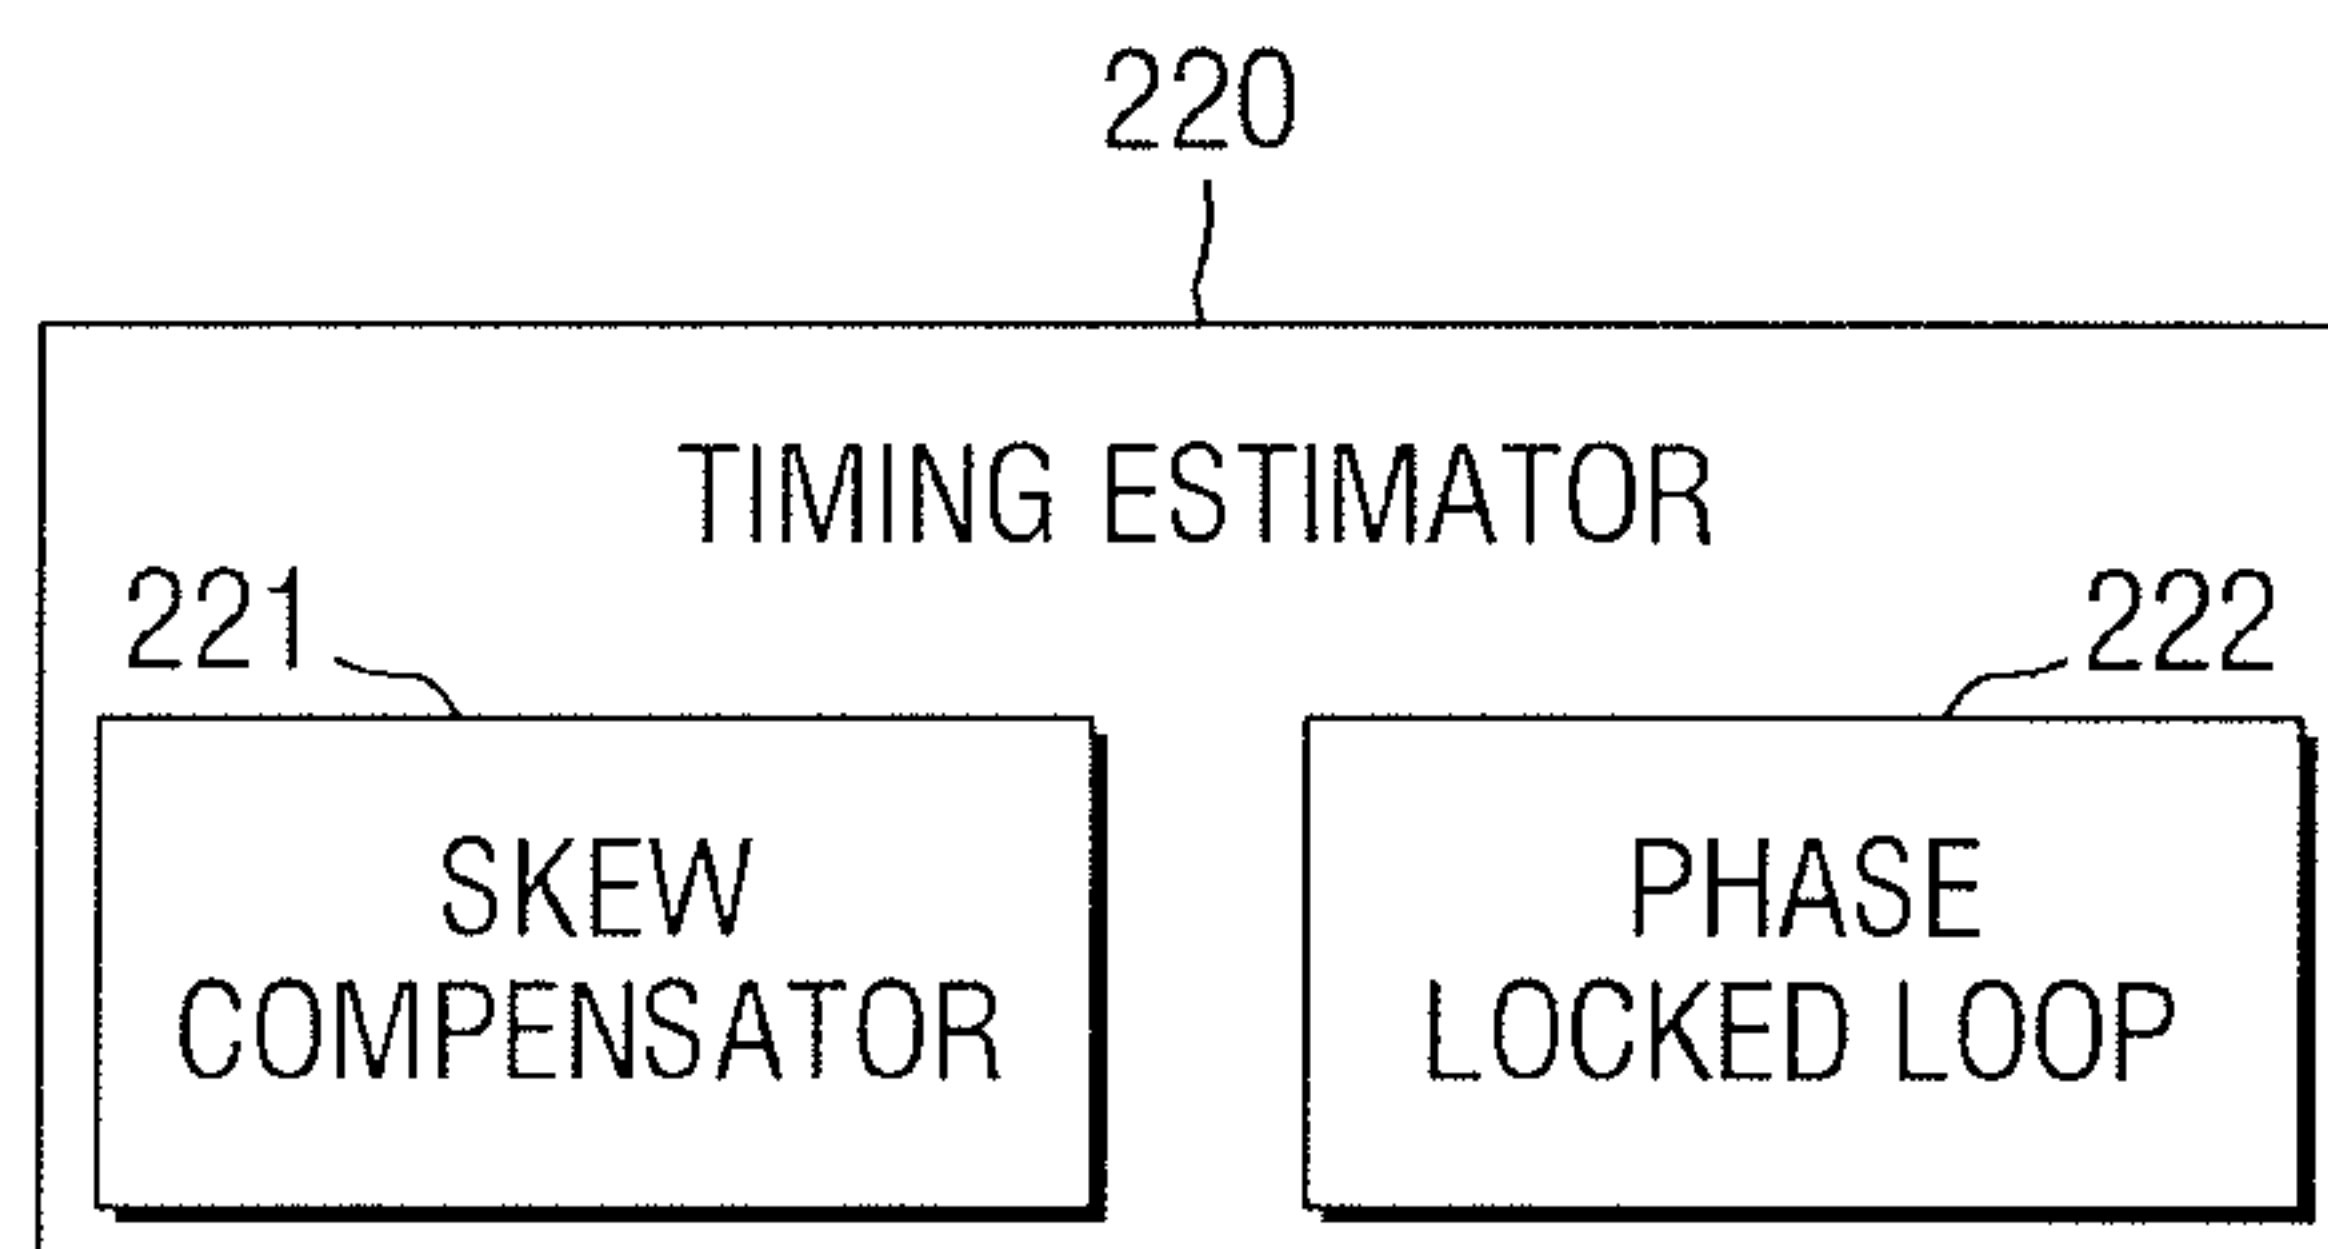 220
TIMING ESTIMATOR
221
222
SKEW
COMPENSATOR
PHASE
LOCKED LOOP